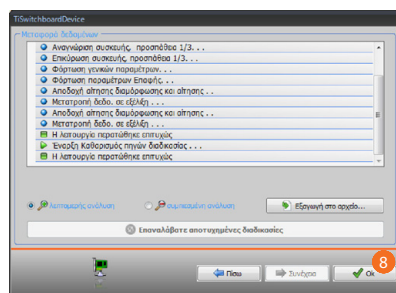 TiSwitchboardDevice
Μεταφορά δεδομένων
Αναγνώριση συσκευής, προσπάθεια 1/3. . .
Επικύρωση συσκευής, προσπάθεια 1/3. . .
Φόρτωση γενικών παραμέτρων. . .
Φόρτωση παραμέτρων Επαφής. . .
Αποδοχή αίτησης διαμόρφωσης και αίτησης . . .
Μετατροπή δεδο. σε εξέλιξη . . .
Αποδοχή αίτησης διαμόρφωσης και αίτησης . .
Μετατροπή δεδο. σε εξέλιξη . . .
Η λειτουργία περατώθηκε επιτυχώς
Έναρξη Καθαρισμός πηγών διαδικασίας . . .
Η λειτουργία περατώθηκε επιτυχώς
λεπτομερής ανάλυση συμπιεσμένη ανάλυση Εξαγωγή στο αρχείο...
Επαναλάβατε αποτυχημένες διαδικασίες
8
Πίσω Συνέχεια Ok